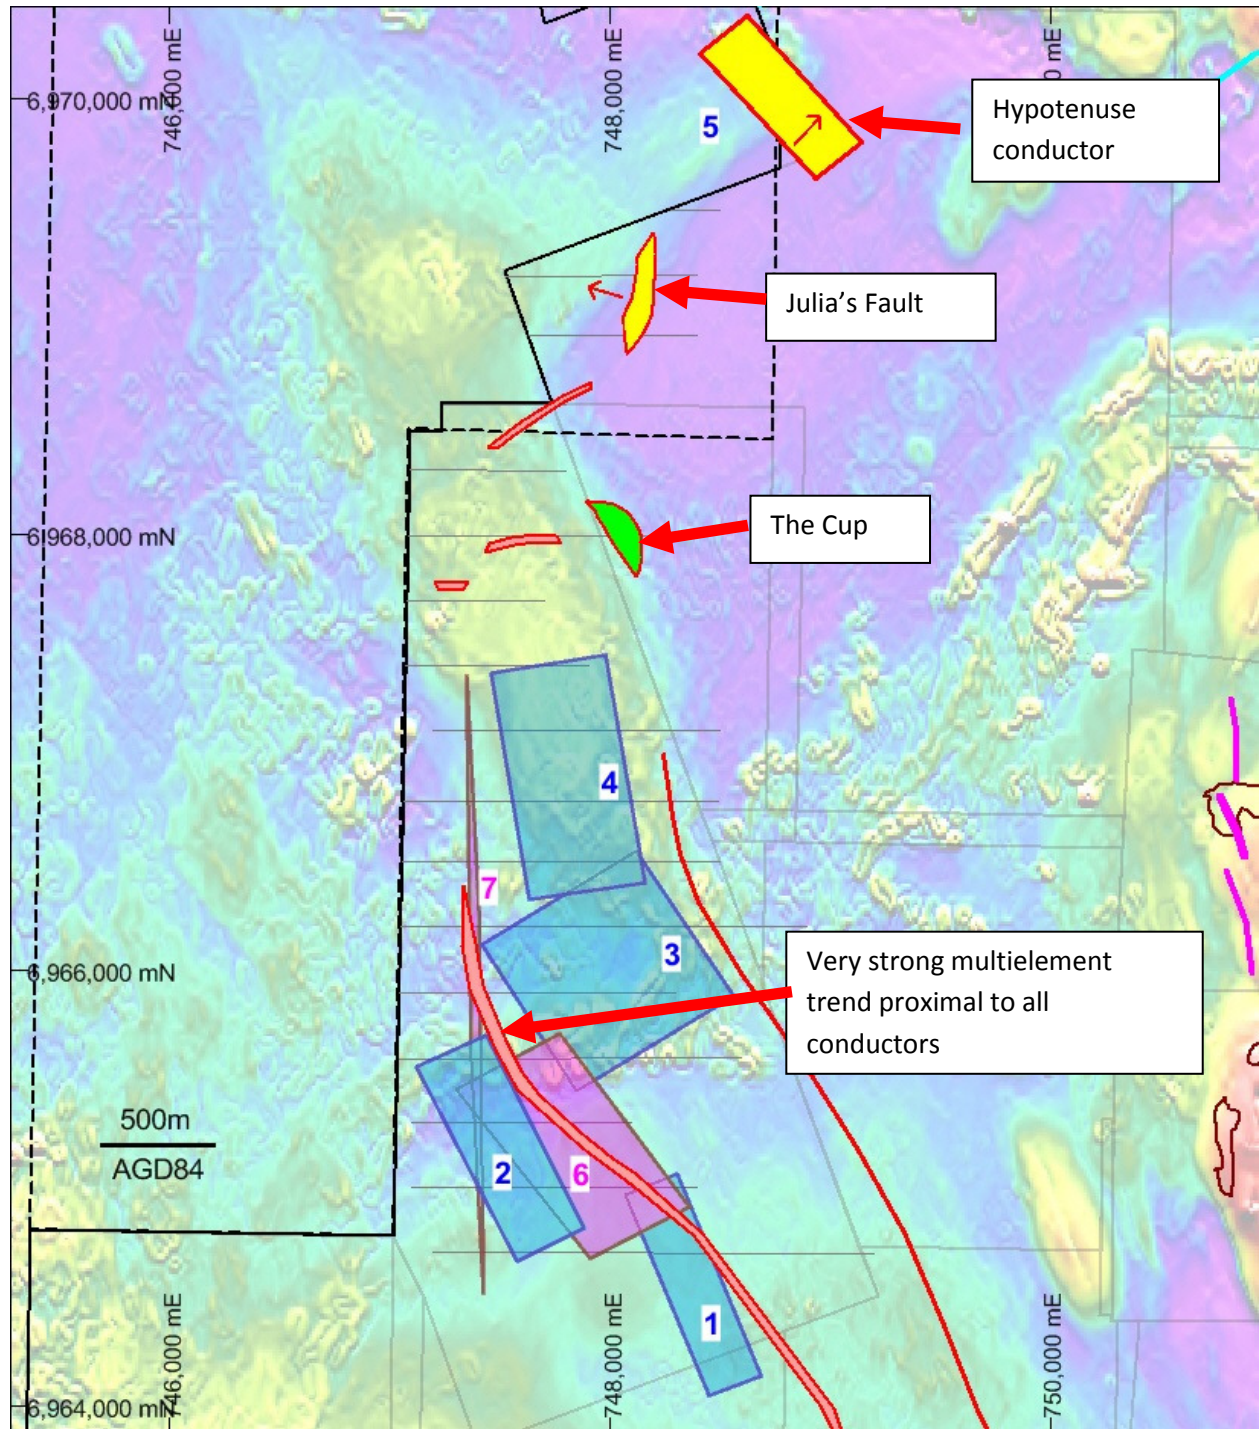 746,000 mE
748,000 mE
0 mE
6,970,000 mN
5
Hypotenuse
conductor
Julia’s Fault
6,968,000 mN
The Cup
4
7
3
6,966,000 mN
Very strong multielement
trend proximal to all
conductors
500m
AGD84
2
6
1
746,000 mE
748,000 mE
750,000 mE
6,964,000 mN